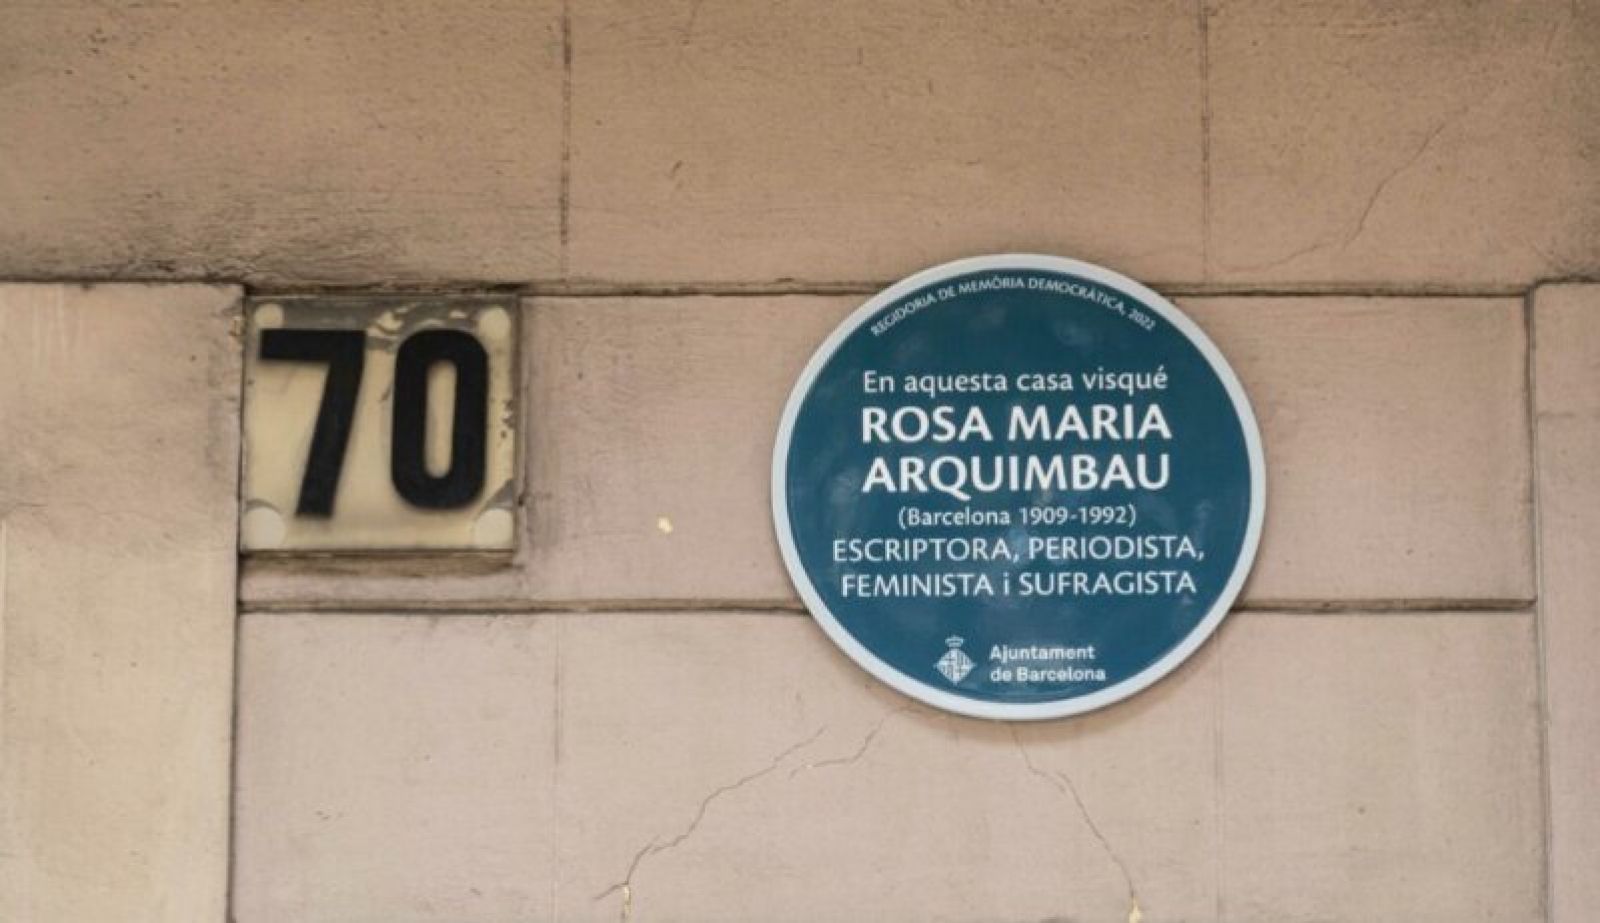 70
REGIDORIA DE MEMÒRIA DEMOCRÀTICA, 2022
En aquesta casa visqué
ROSA MARIA
ARQUIMBAU
(Barcelona 1909-1992)
ESCRIPTORA, PERIODISTA,
FEMINISTA i SUFRAGISTA
Ajuntament
de Barcelona